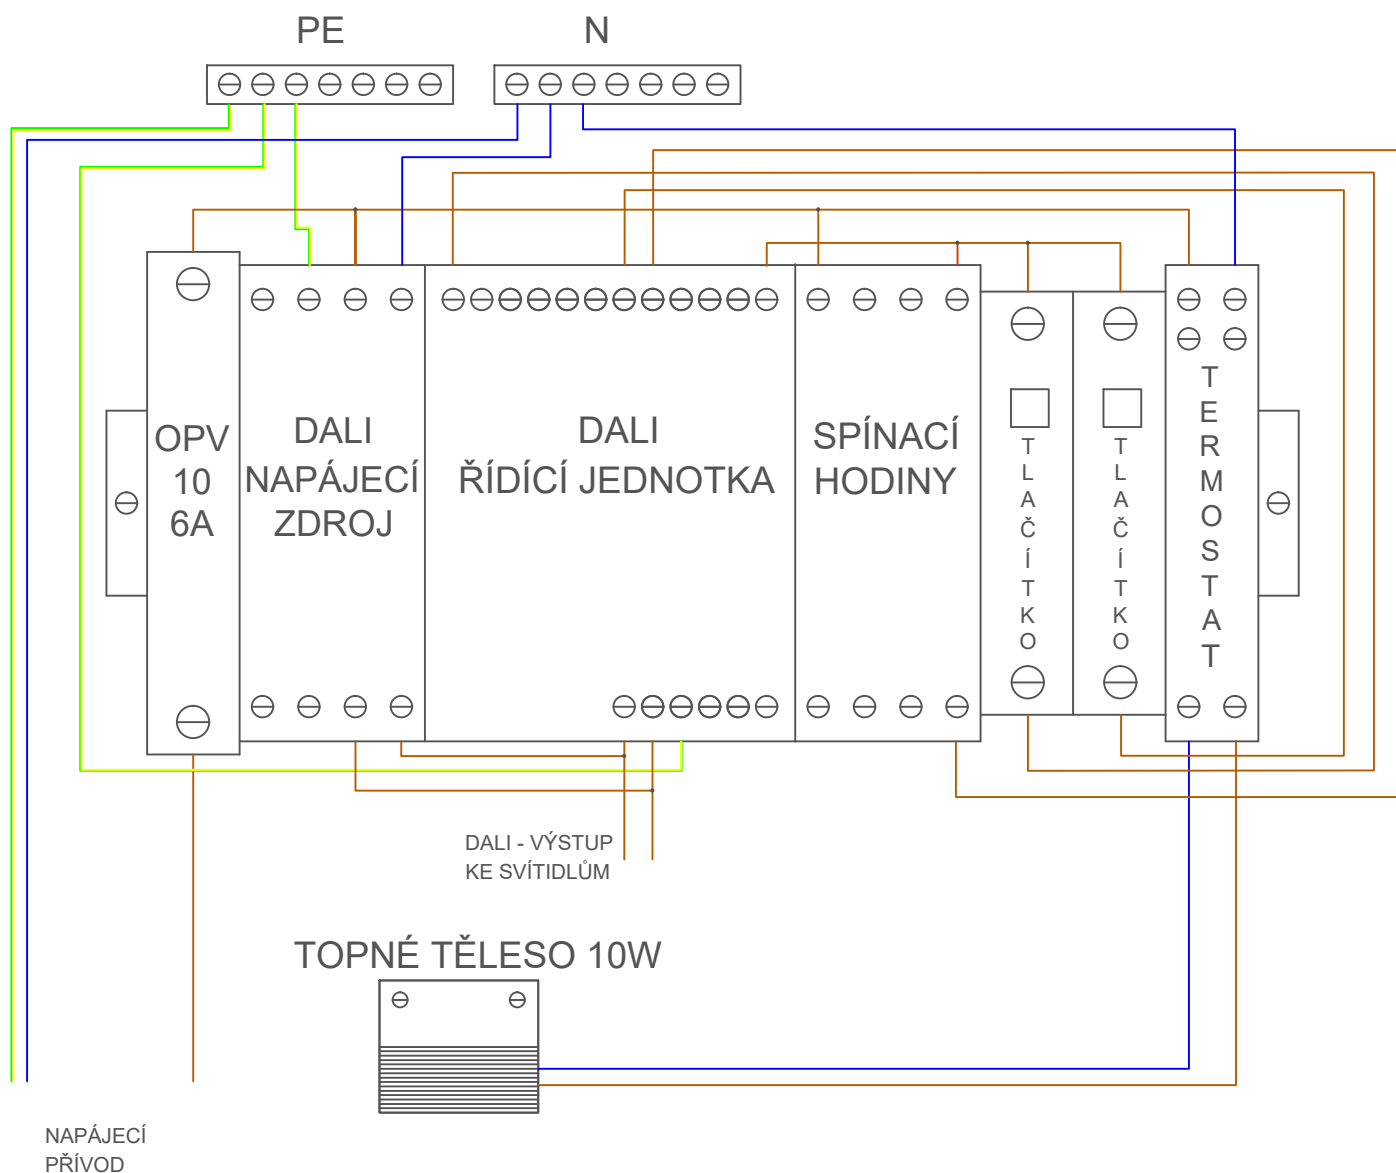 PE
N
OPV
10
6A
DALI
NAPÁJECÍ
ZDROJ
DALI
ŘÍDÍCÍ JEDNOTKA
SPÍNACÍ
HODINY
TLAČÍTKO
TLAČÍTKO
TERMOSTAT
DALI - VÝSTUP
KE SVÍTIDLŮM
TOPNÉ TĚLESO 10W
NAPÁJECÍ
PŘÍVOD